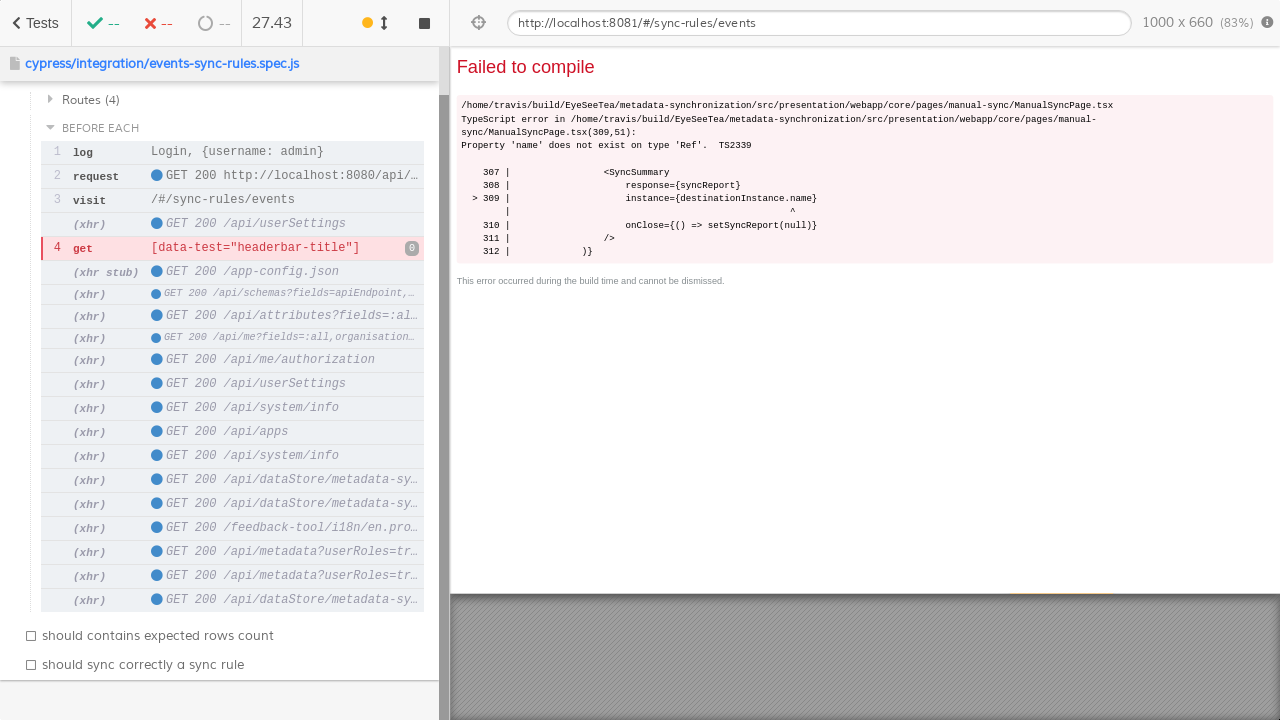 Tests
--
--
--
27.43
http://localhost:8081/#/sync-rules/events
1000 x 660 (83%)
cypress/integration/events-sync-rules.spec.js
Routes (4)
BEFORE EACH
1 log Login, {username: admin}
2 request GET 200 http://localhost:8080/api/…
3 visit /#/sync-rules/events
(xhr) GET 200 /api/userSettings
4 get [data-test="headerbar-title"] 0
(xhr stub) GET 200 /app-config.json
(xhr) GET 200 /api/schemas?fields=apiEndpoint,…
(xhr) GET 200 /api/attributes?fields=:al…
(xhr) GET 200 /api/me?fields=:all,organisation…
(xhr) GET 200 /api/me/authorization
(xhr) GET 200 /api/userSettings
(xhr) GET 200 /api/system/info
(xhr) GET 200 /api/apps
(xhr) GET 200 /api/system/info
(xhr) GET 200 /api/dataStore/metadata-sy…
(xhr) GET 200 /api/dataStore/metadata-sy…
(xhr) GET 200 /feedback-tool/i18n/en.pro…
(xhr) GET 200 /api/metadata?userRoles=tr…
(xhr) GET 200 /api/metadata?userRoles=tr…
(xhr) GET 200 /api/dataStore/metadata-sy…
should contains expected rows count
should sync correctly a sync rule
Failed to compile
/home/travis/build/EyeSeeTea/metadata-synchronization/src/presentation/webapp/core/pages/manual-sync/ManualSyncPage.tsx
TypeScript error in /home/travis/build/EyeSeeTea/metadata-synchronization/src/presentation/webapp/core/pages/manual-
sync/ManualSyncPage.tsx(309,51):
Property 'name' does not exist on type 'Ref'.  TS2339
307 |                 <SyncSummary
308 |                     response={syncReport}
> 309 |                     instance={destinationInstance.name}
|                                                   ^
310 |                     onClose={() => setSyncReport(null)}
311 |                 />
312 |             )}
This error occurred during the build time and cannot be dismissed.